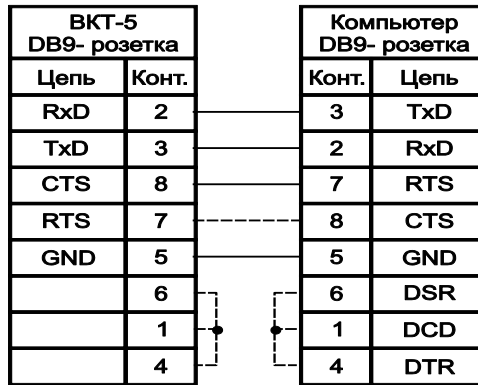 ВКТ-5 Компьютер
DB9- розетка DB9- розетка
Цепь Конт. Конт. Цепь
RxD 2 3 TxD
TxD 3 2 RxD
CTS 8 7 RTS
RTS 7 8 CTS
GND 5 5 GND
6 6 DSR
1 1 DCD
4 4 DTR